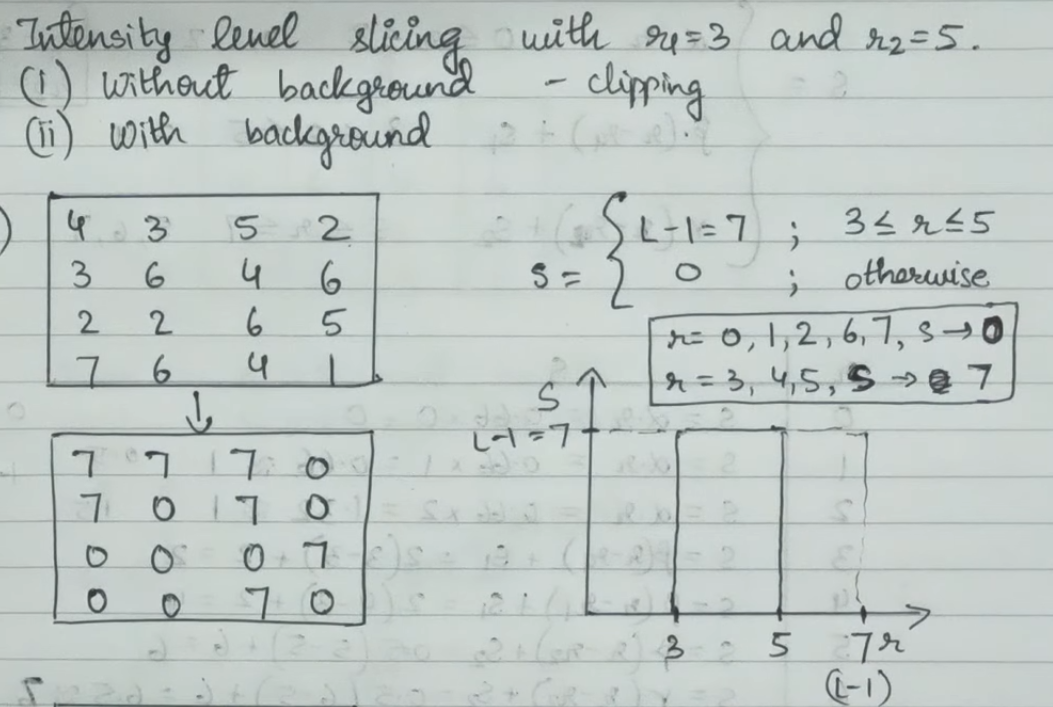 Intensity level slicing with r1=3 and r2=5.
(i) Without background - clipping
(ii) With background
)
4 3 5 2
3 6 4 6
2 2 6 5
7 6 4 1
S = { L-1=7 ; 3≤r≤5
0 ; otherwise
r= 0,1,2,6,7, S→0
r=3, 4,5, S→ 7
↓
7 7 7 0
7 0 7 0
0 0 0 7
0 0 7 0
S
L-1=7
3 5 7 r
(L-1)